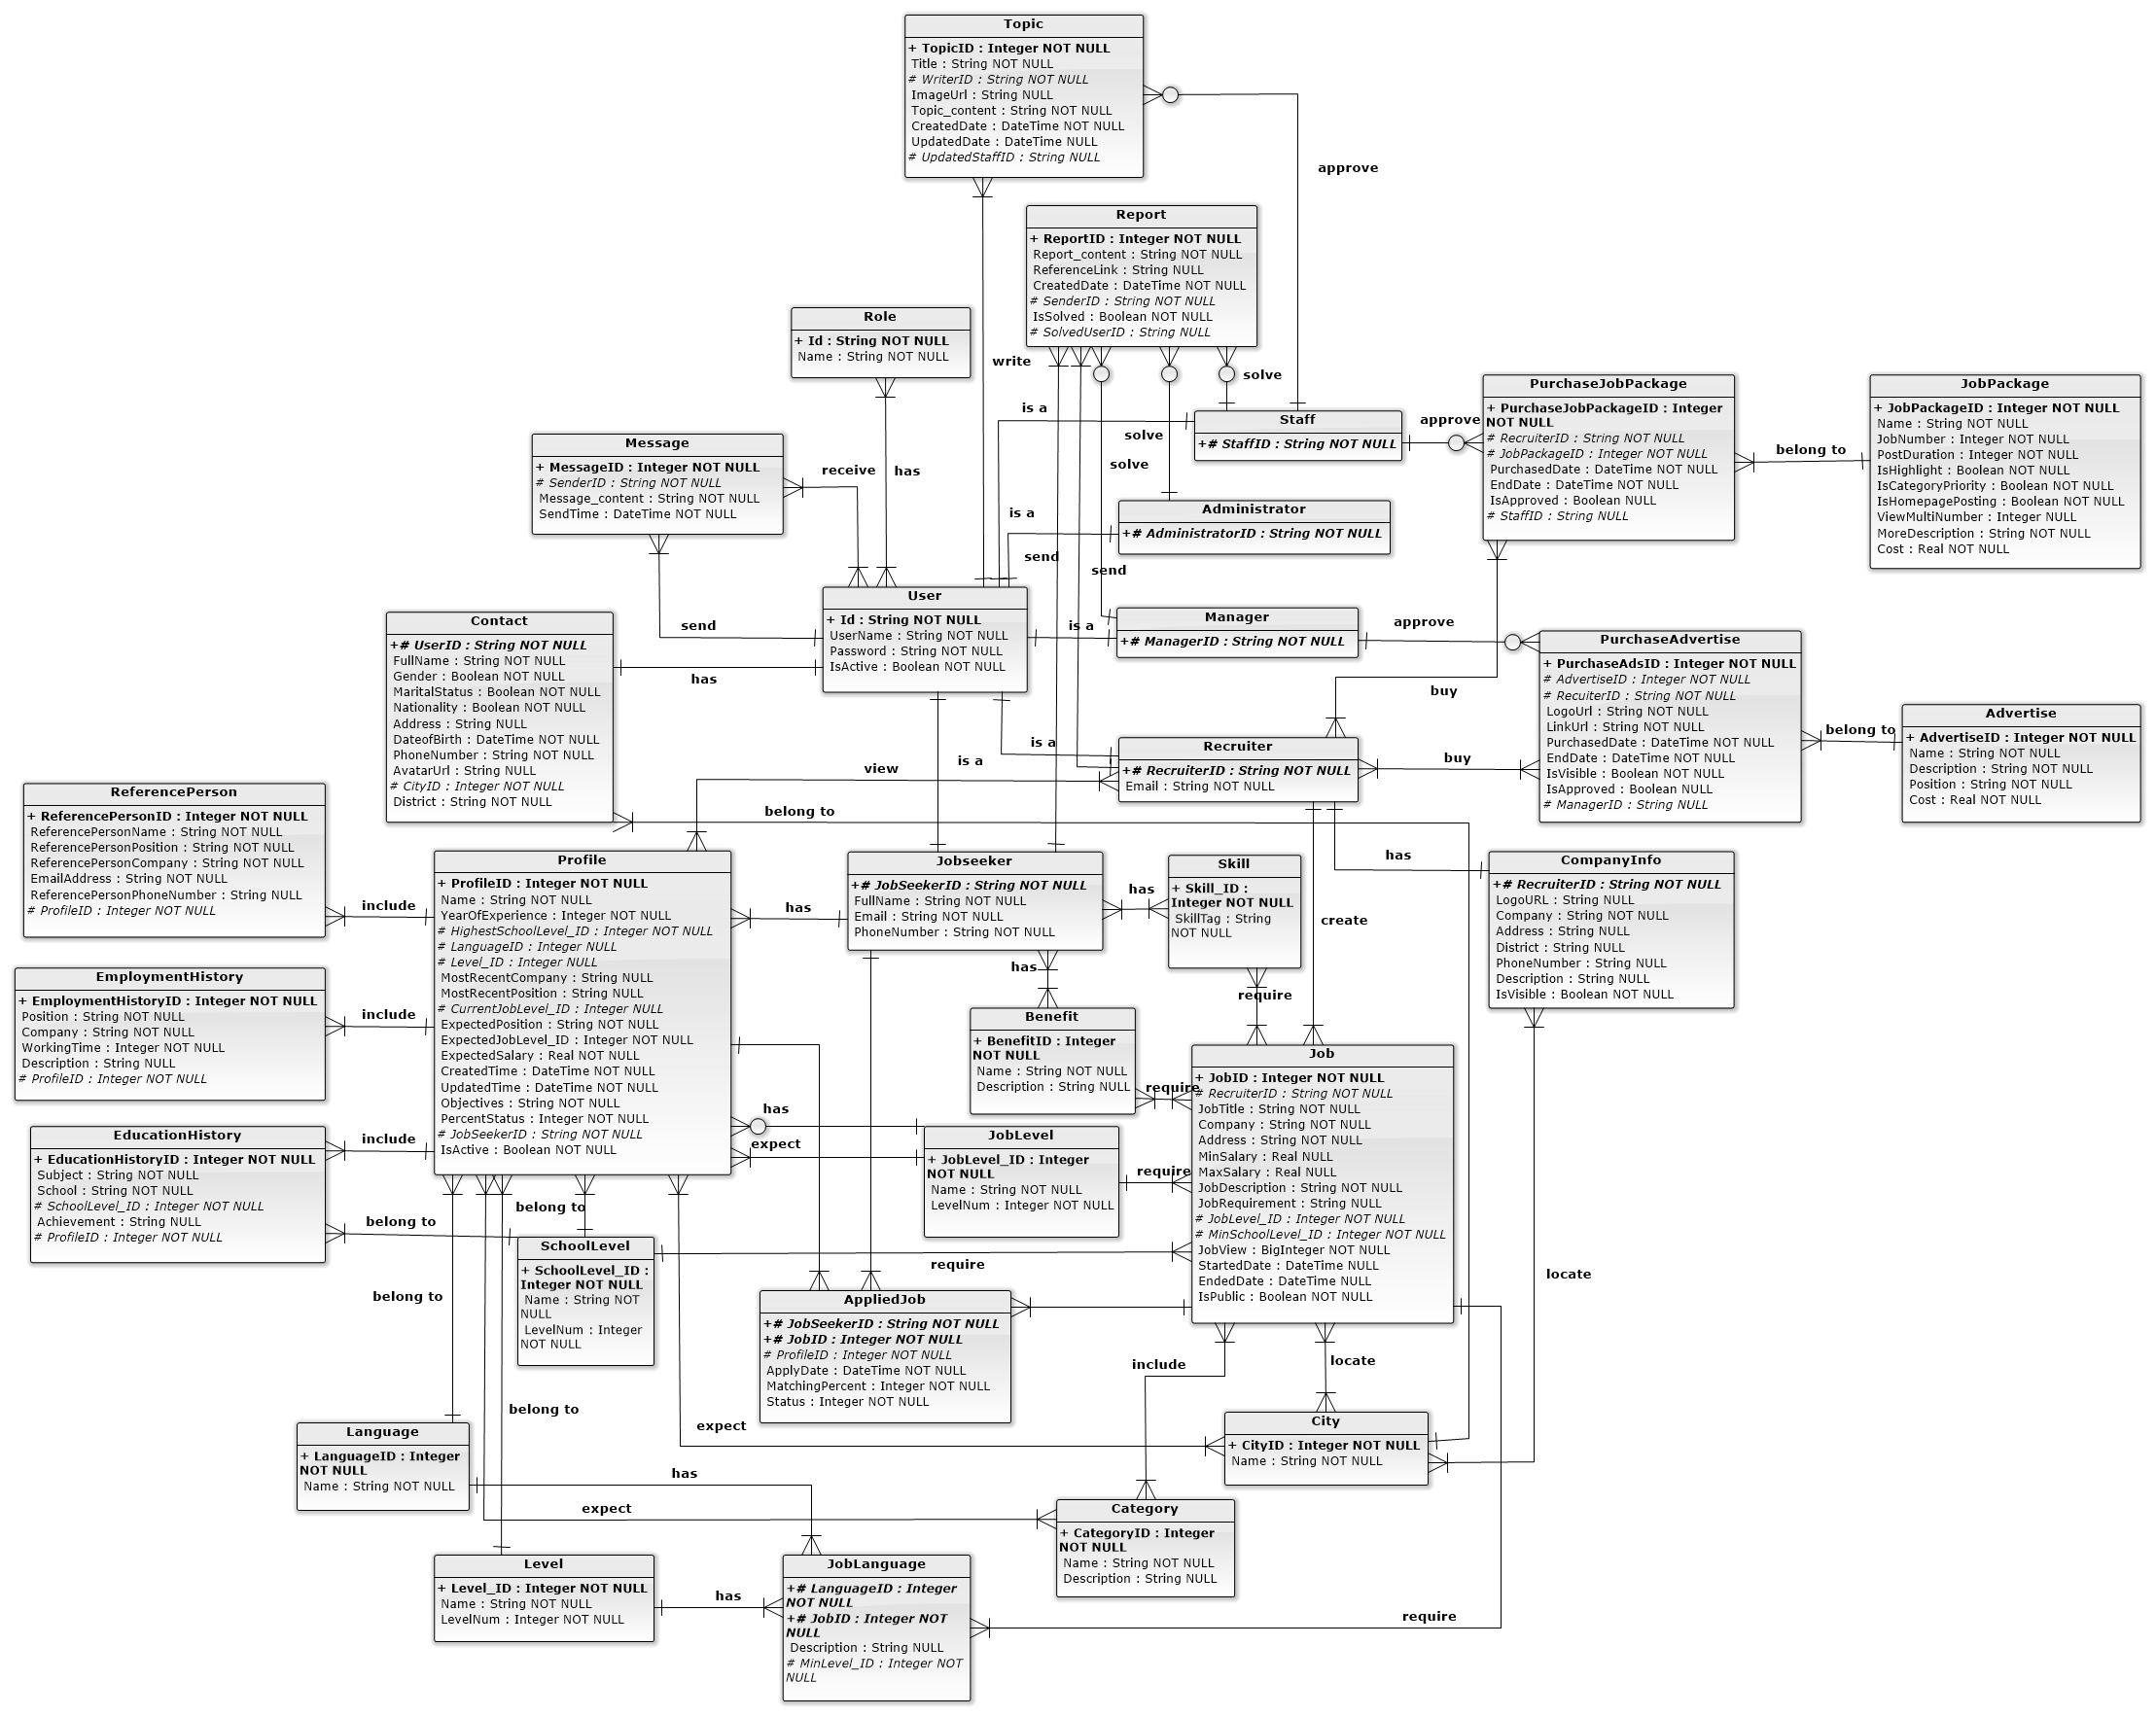 Topic
+ TopicID : Integer NOT NULL
Title : String NOT NULL
# WriterID : String NOT NULL
ImageUrl : String NULL
Topic_content : String NOT NULL
CreatedDate : DateTime NOT NULL
UpdatedDate : DateTime NULL
# UpdatedStaffID : String NULL
approve
Report
+ ReportID : Integer NOT NULL
Report_content : String NOT NULL
ReferenceLink : String NULL
CreatedDate : DateTime NOT NULL
# SenderID : String NOT NULL
IsSolved : Boolean NOT NULL
# SolvedUserID : String NULL
Role
+ Id : String NOT NULL
Name : String NOT NULL
write
solve
is a
solve
solve
Staff
+# StaffID : String NOT NULL
approve
PurchaseJobPackage
+ PurchaseJobPackageID : Integer
NOT NULL
# RecruiterID : String NOT NULL
# JobPackageID : Integer NOT NULL
PurchasedDate : DateTime NOT NULL
EndDate : DateTime NOT NULL
IsApproved : Boolean NULL
# StaffID : String NULL
belong to
JobPackage
+ JobPackageID : Integer NOT NULL
Name : String NOT NULL
JobNumber : Integer NOT NULL
PostDuration : Integer NOT NULL
IsHighlight : Boolean NOT NULL
IsCategoryPriority : Boolean NOT NULL
IsHomepagePosting : Boolean NOT NULL
ViewMultiNumber : Integer NULL
MoreDescription : String NOT NULL
Cost : Real NOT NULL
Message
+ MessageID : Integer NOT NULL
# SenderID : String NOT NULL
Message_content : String NOT NULL
SendTime : DateTime NOT NULL
receive
has
is a
Administrator
+# AdministratorID : String NOT NULL
send
send
User
+ Id : String NOT NULL
UserName : String NOT NULL
Password : String NOT NULL
IsActive : Boolean NOT NULL
send
has
is a
Manager
+# ManagerID : String NOT NULL
approve
Contact
+# UserID : String NOT NULL
FullName : String NOT NULL
Gender : Boolean NOT NULL
MaritalStatus : Boolean NOT NULL
Nationality : Boolean NOT NULL
Address : String NULL
DateofBirth : DateTime NOT NULL
PhoneNumber : String NOT NULL
AvatarUrl : String NULL
# CityID : Integer NOT NULL
District : String NOT NULL
PurchaseAdvertise
+ PurchaseAdsID : Integer NOT NULL
# AdvertiseID : Integer NOT NULL
# RecuiterID : String NOT NULL
LogoUrl : String NOT NULL
LinkUrl : String NOT NULL
PurchasedDate : DateTime NOT NULL
EndDate : DateTime NOT NULL
IsVisible : Boolean NOT NULL
IsApproved : Boolean NULL
# ManagerID : String NULL
belong to
Advertise
+ AdvertiseID : Integer NOT NULL
Name : String NOT NULL
Description : String NOT NULL
Position : String NOT NULL
Cost : Real NOT NULL
buy
buy
is a
is a
view
Recruiter
+# RecruiterID : String NOT NULL
Email : String NOT NULL
belong to
ReferencePerson
+ ReferencePersonID : Integer NOT NULL
ReferencePersonName : String NOT NULL
ReferencePersonPosition : String NOT NULL
ReferencePersonCompany : String NOT NULL
EmailAddress : String NOT NULL
ReferencePersonPhoneNumber : String NULL
# ProfileID : Integer NOT NULL
include
Profile
+ ProfileID : Integer NOT NULL
Name : String NOT NULL
YearOfExperience : Integer NOT NULL
# HighestSchoolLevel_ID : Integer NOT NULL
# LanguageID : Integer NULL
# Level_ID : Integer NULL
MostRecentCompany : String NULL
MostRecentPosition : String NULL
# CurrentJobLevel_ID : Integer NULL
ExpectedPosition : String NOT NULL
ExpectedJobLevel_ID : Integer NOT NULL
ExpectedSalary : Real NOT NULL
CreatedTime : DateTime NOT NULL
UpdatedTime : DateTime NOT NULL
Objectives : String NOT NULL
PercentStatus : Integer NOT NULL
# JobSeekerID : String NOT NULL
IsActive : Boolean NOT NULL
has
Jobseeker
+# JobSeekerID : String NOT NULL
FullName : String NOT NULL
Email : String NOT NULL
PhoneNumber : String NOT NULL
has
Skill
+ Skill_ID :
Integer NOT NULL
SkillTag : String
NOT NULL
has
create
CompanyInfo
+# RecruiterID : String NOT NULL
LogoURL : String NULL
Company : String NOT NULL
Address : String NULL
District : String NULL
PhoneNumber : String NULL
Description : String NULL
IsVisible : Boolean NOT NULL
EmploymentHistory
+ EmploymentHistoryID : Integer NOT NULL
Position : String NOT NULL
Company : String NOT NULL
WorkingTime : Integer NOT NULL
Description : String NULL
# ProfileID : Integer NOT NULL
include
has
require
Benefit
+ BenefitID : Integer
NOT NULL
Name : String NOT NULL
Description : String NULL
require
Job
+ JobID : Integer NOT NULL
# RecruiterID : String NOT NULL
JobTitle : String NOT NULL
Company : String NOT NULL
Address : String NOT NULL
MinSalary : Real NULL
MaxSalary : Real NULL
JobDescription : String NOT NULL
JobRequirement : String NULL
# JobLevel_ID : Integer NOT NULL
# MinSchoolLevel_ID : Integer NOT NULL
JobView : BigInteger NOT NULL
StartedDate : DateTime NULL
EndedDate : DateTime NULL
IsPublic : Boolean NOT NULL
EducationHistory
+ EducationHistoryID : Integer NOT NULL
Subject : String NOT NULL
School : String NOT NULL
# SchoolLevel_ID : Integer NOT NULL
Achievement : String NULL
# ProfileID : Integer NOT NULL
include
belong to
has
expect
JobLevel
+ JobLevel_ID : Integer
NOT NULL
Name : String NOT NULL
LevelNum : Integer NOT NULL
require
belong to
SchoolLevel
+ SchoolLevel_ID :
Integer NOT NULL
Name : String NOT
NULL
LevelNum : Integer
NOT NULL
require
locate
belong to
AppliedJob
+# JobSeekerID : String NOT NULL
+# JobID : Integer NOT NULL
# ProfileID : Integer NOT NULL
ApplyDate : DateTime NOT NULL
MatchingPercent : Integer NOT NULL
Status : Integer NOT NULL
include
locate
belong to
expect
City
+ CityID : Integer NOT NULL
Name : String NOT NULL
Language
+ LanguageID : Integer
NOT NULL
Name : String NOT NULL
has
expect
Category
+ CategoryID : Integer
NOT NULL
Name : String NOT NULL
Description : String NULL
Level
+ Level_ID : Integer NOT NULL
Name : String NOT NULL
LevelNum : Integer NOT NULL
has
JobLanguage
+# LanguageID : Integer
NOT NULL
+# JobID : Integer NOT
NULL
Description : String NULL
# MinLevel_ID : Integer NOT
NULL
require